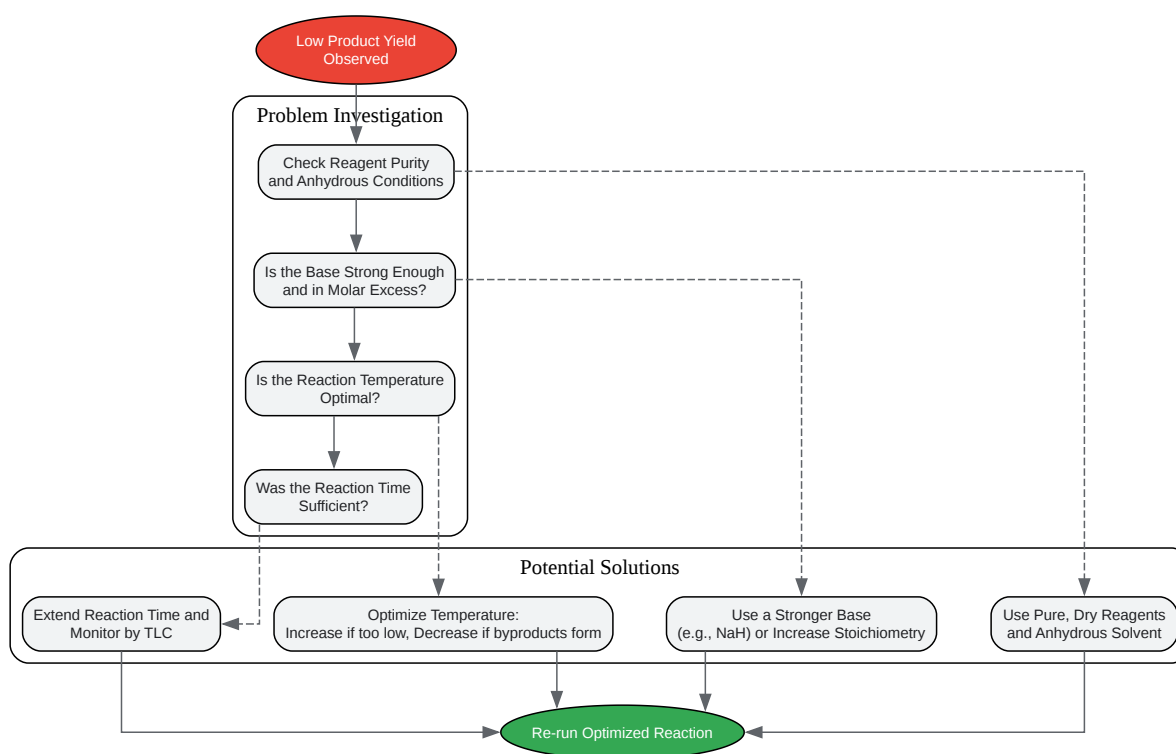 Low Product Yield
Observed
Problem Investigation
Check Reagent Purity
and Anhydrous Conditions
Is the Base Strong Enough
and in Molar Excess?
Is the Reaction Temperature
Optimal?
Was the Reaction Time
Sufficient?
Potential Solutions
Extend Reaction Time and
Monitor by TLC
Optimize Temperature:
Increase if too low, Decrease if byproducts form
Use a Stronger Base
(e.g., NaH) or Increase Stoichiometry
Use Pure, Dry Reagents
and Anhydrous Solvent
Re-run Optimized Reaction